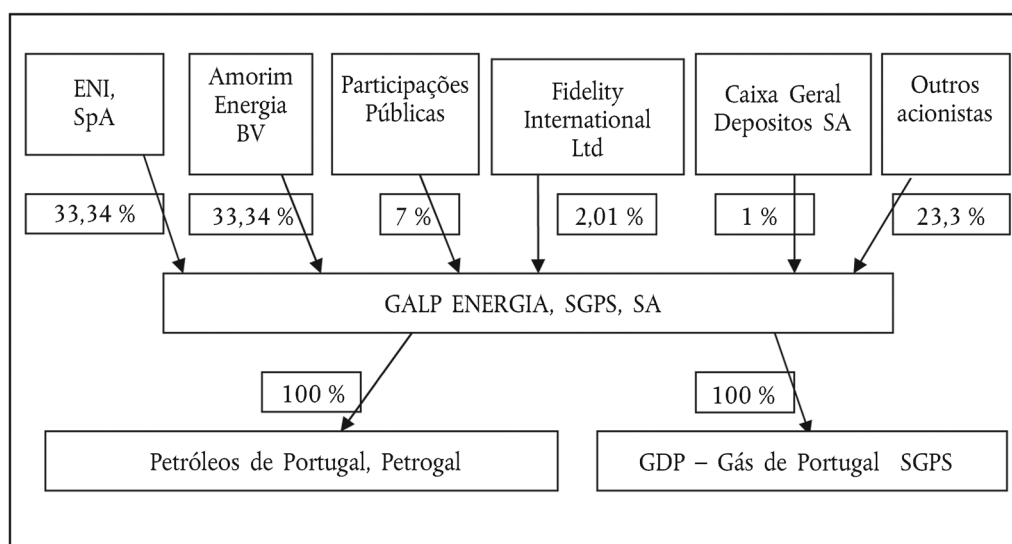 ENI,
SpA
Amorim
Energia
BV
Participações
Públicas
Fidelity
International
Ltd
Caixa Geral
Depositos SA
Outros
acionistas
33,34 %
33,34 %
7 %
2,01 %
1 %
23,3 %
GALP ENERGIA, SGPS, SA
100 %
100 %
Petróleos de Portugal, Petrogal
GDP – Gás de Portugal SGPS